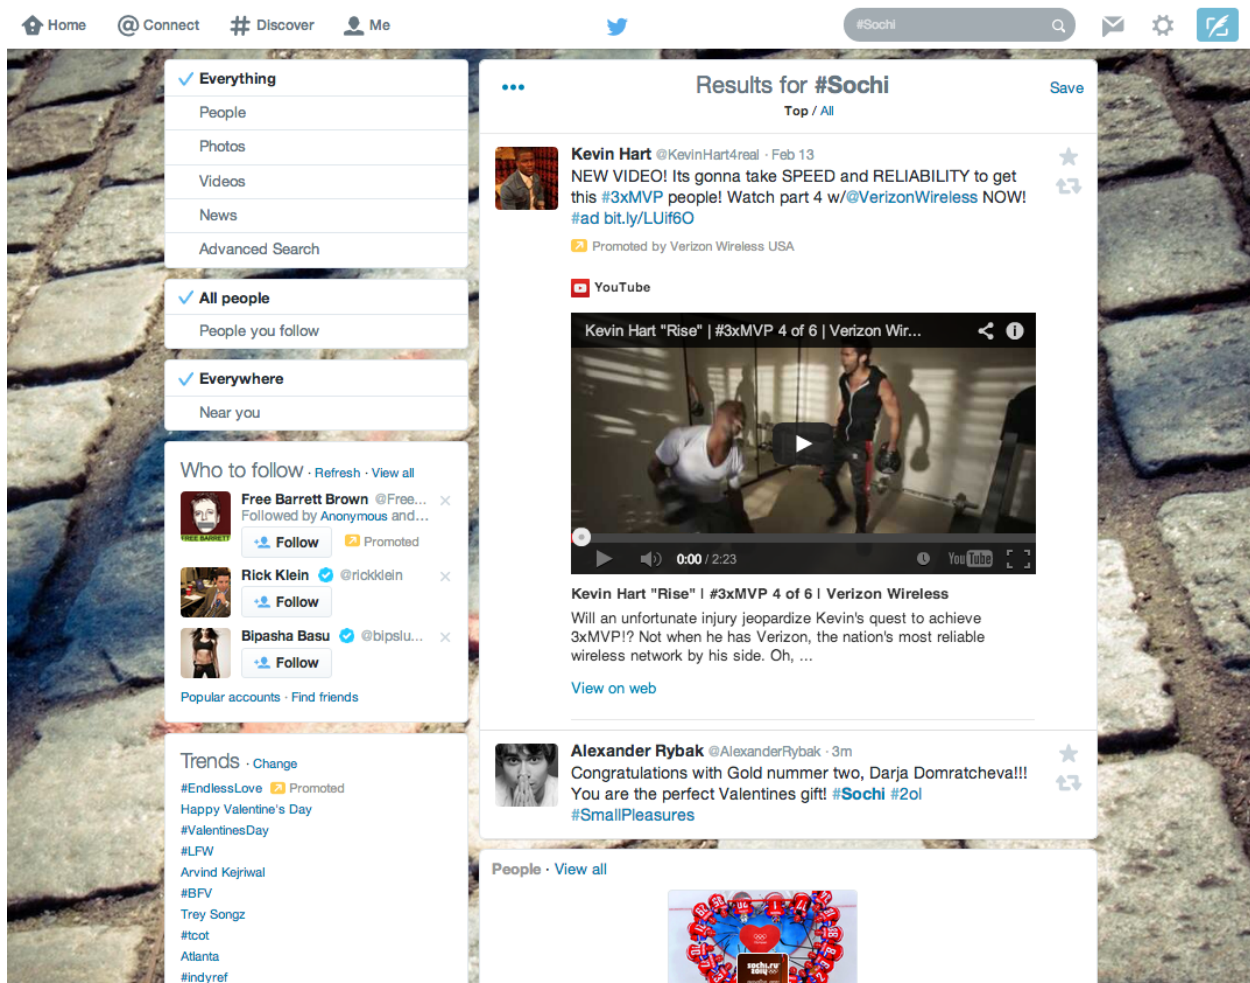 Home
Connect
Discover
Me
#Sochi
Everything
People
Photos
Videos
News
Advanced Search
All people
People you follow
Everywhere
Near you
Who to follow · Refresh · View all
Free Barrett Brown @Free...
Followed by Anonymous and...
FREE BARRETT
Follow
Promoted
Rick Klein @rickklein
Follow
Bipasha Basu @bipslu...
Follow
Popular accounts · Find friends
Trends · Change
#EndlessLove Promoted
Happy Valentine's Day
#ValentinesDay
#LFW
Arvind Kejriwal
#BFV
Trey Songz
#tcot
Atlanta
#indyref
Results for #Sochi
Save
Top / All
Kevin Hart @KevinHart4real · Feb 13
NEW VIDEO! Its gonna take SPEED and RELIABILITY to get
this #3xMVP people! Watch part 4 w/@VerizonWireless NOW!
#ad bit.ly/LUif6O
Promoted by Verizon Wireless USA
YouTube
Kevin Hart "Rise" | #3xMVP 4 of 6 | Verizon Wir...
0:00 / 2:23
YouTube
Kevin Hart "Rise" | #3xMVP 4 of 6 | Verizon Wireless
Will an unfortunate injury jeopardize Kevin's quest to achieve
3xMVP!? Not when he has Verizon, the nation's most reliable
wireless network by his side. Oh, ...
View on web
Alexander Rybak @AlexanderRybak · 3m
Congratulations with Gold nummer two, Darja Domratcheva!!!
You are the perfect Valentines gift! #Sochi #2ol
#SmallPleasures
People · View all
sochi.ru
2014